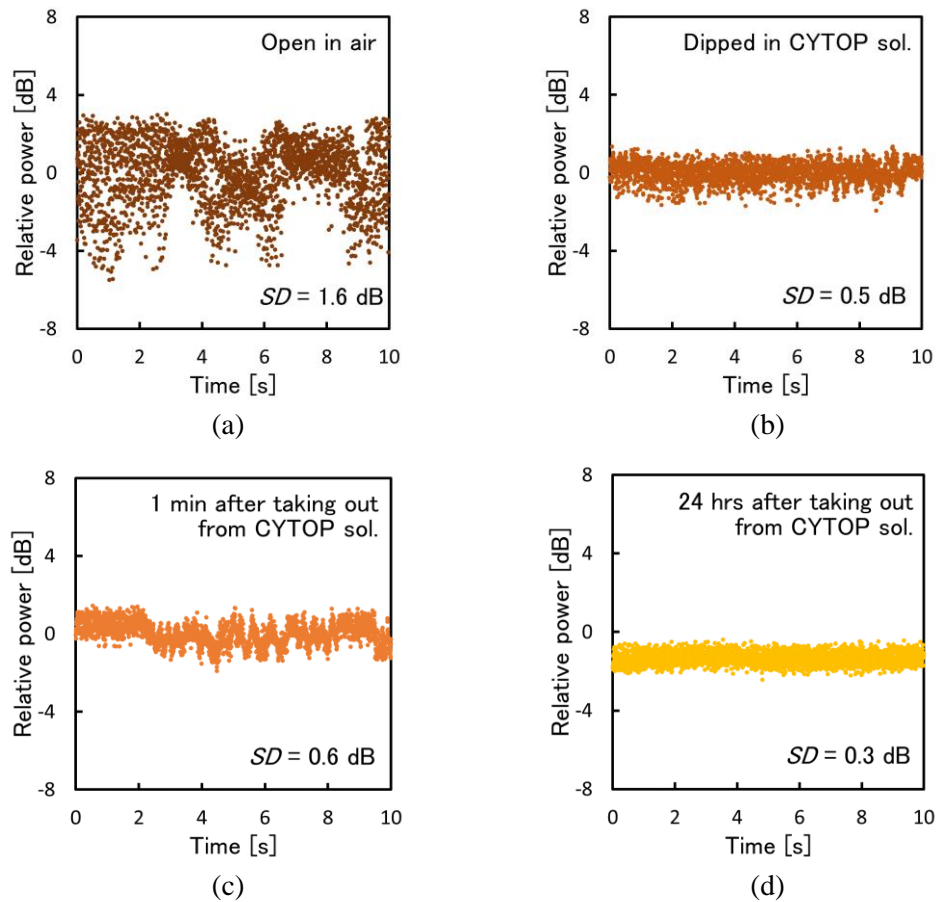 8
4
0
-4
-8
Relative power [dB]
Open in air
SD = 1.6 dB
0 2 4 6 8 10
Time [s]
(a)
8
4
0
-4
-8
Relative power [dB]
Dipped in CYTOP sol.
SD = 0.5 dB
0 2 4 6 8 10
Time [s]
(b)
8
4
0
-4
-8
Relative power [dB]
1 min after taking out
from CYTOP sol.
SD = 0.6 dB
0 2 4 6 8 10
Time [s]
(c)
8
4
0
-4
-8
Relative power [dB]
24 hrs after taking out
from CYTOP sol.
SD = 0.3 dB
0 2 4 6 8 10
Time [s]
(d)